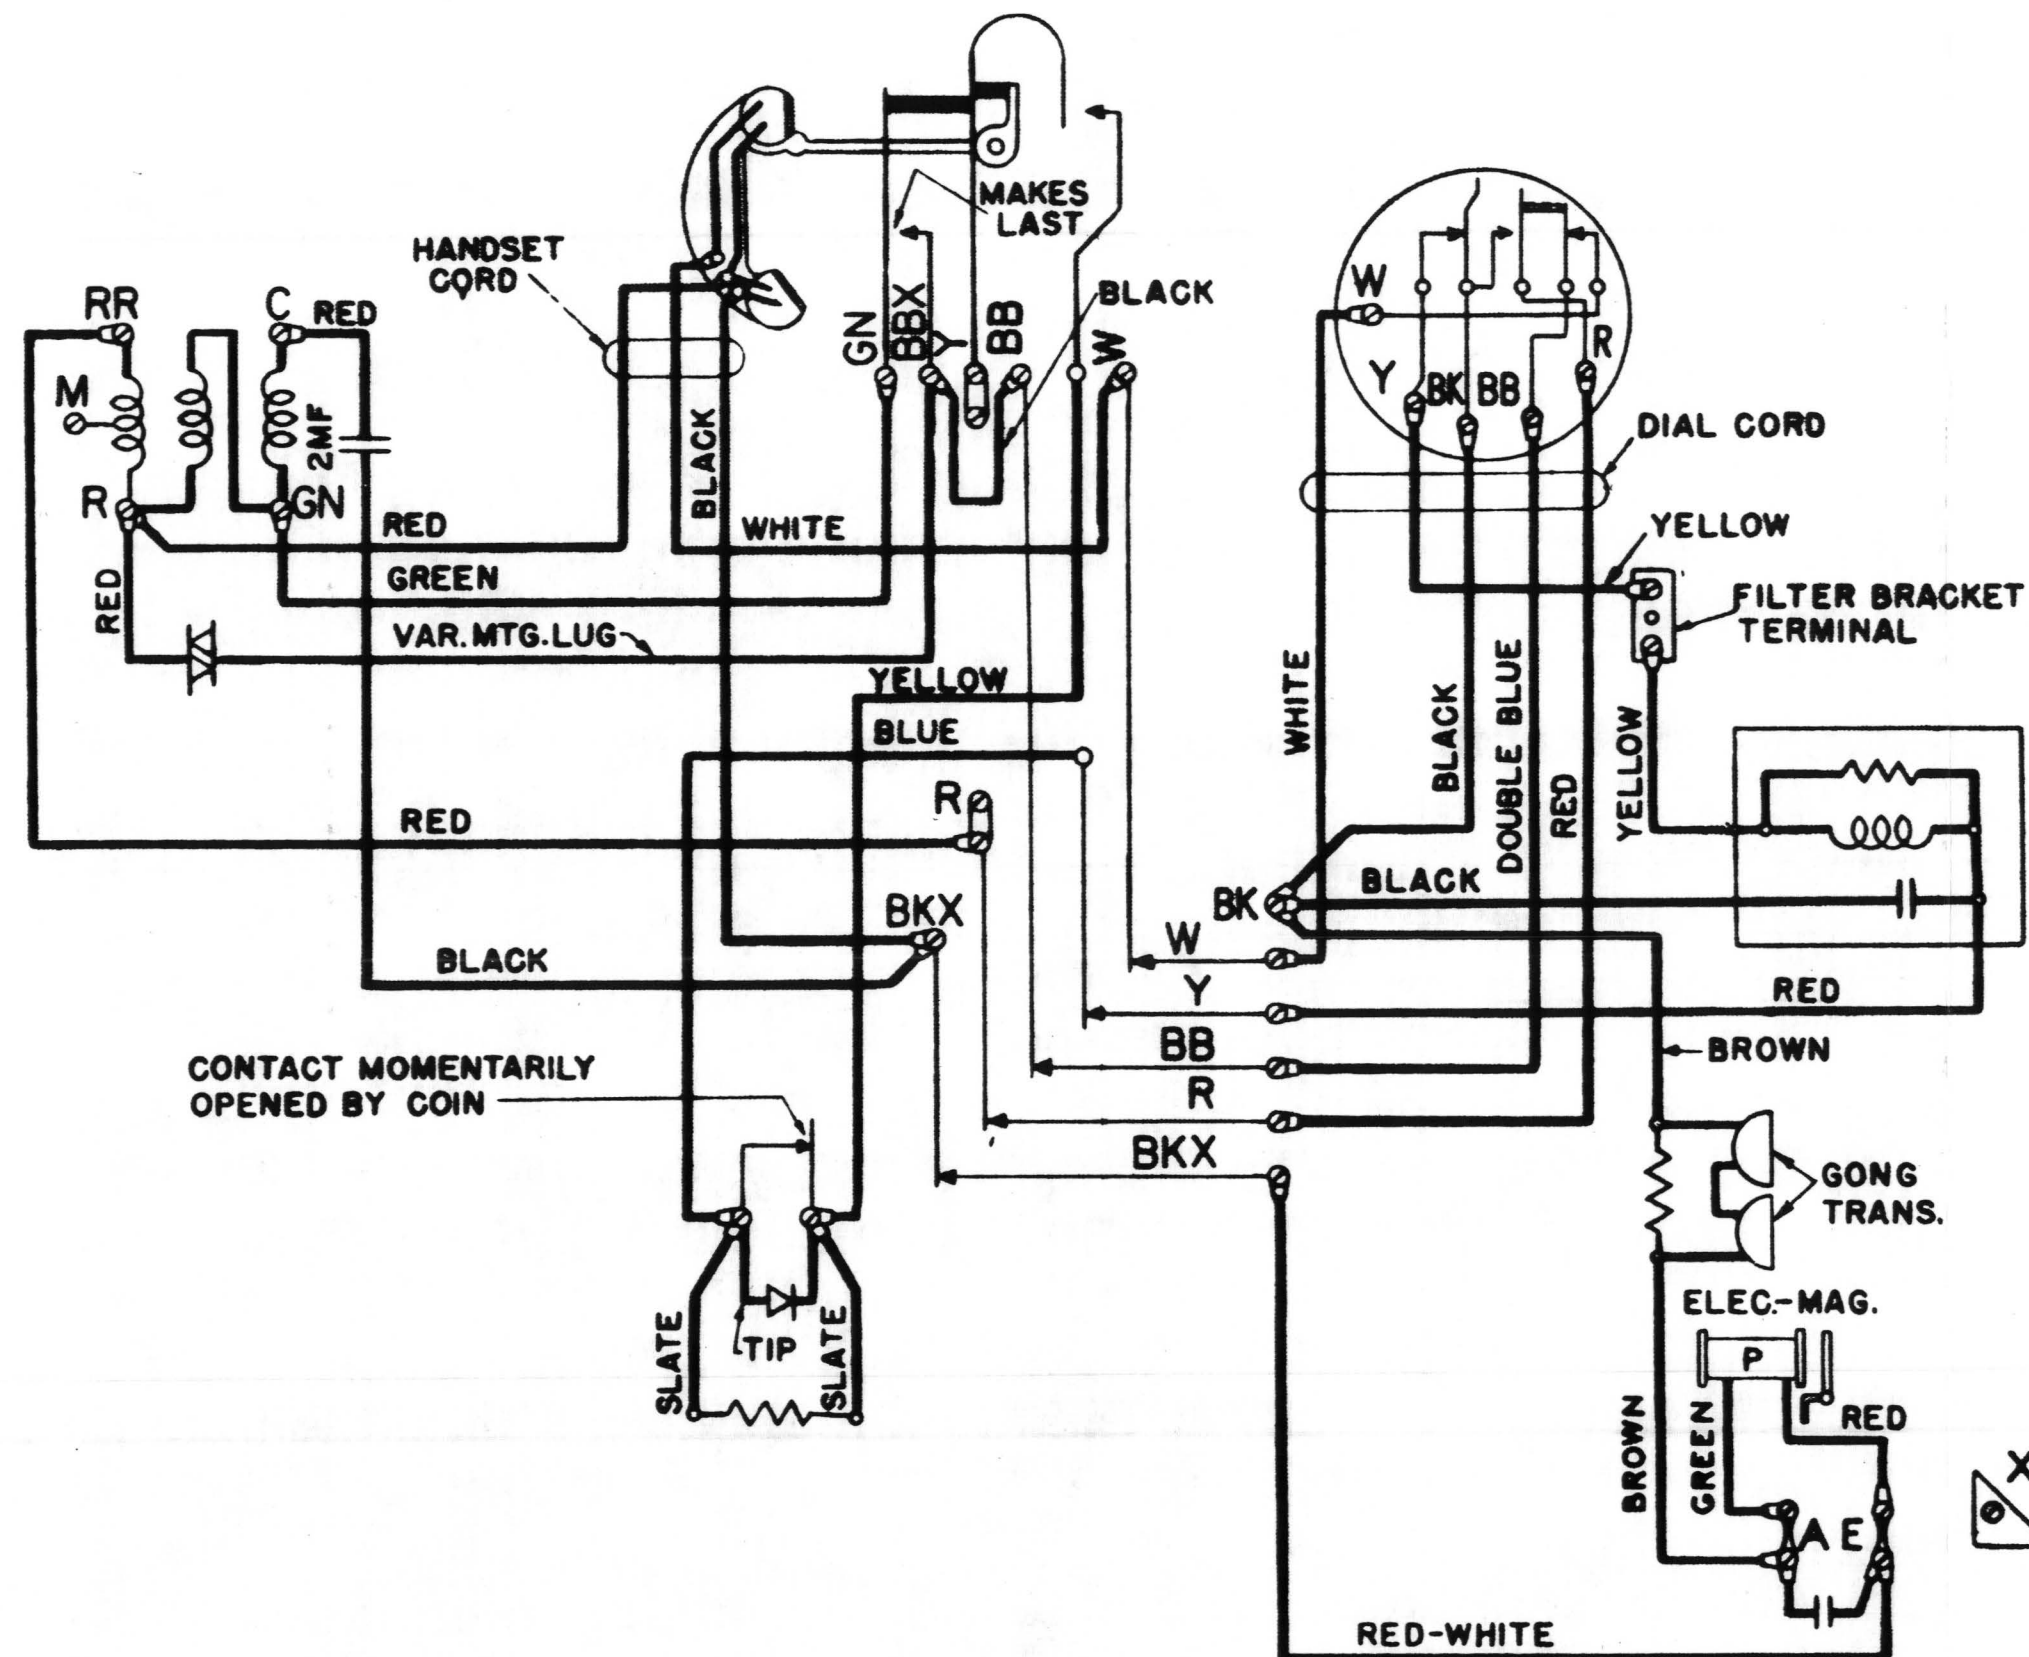 MAKES
LAST
HANDSET
CORD
BLACK
RR
C
RED
M
2MF
R
GN
GN
BBX
BB
W
BLACK
RED
WHITE
GREEN
RED
VAR. MTG. LUG
YELLOW
BLUE
R
RED
BKX
BLACK
CONTACT MOMENTARILY
OPENED BY COIN
SLATE
TIP
SLATE
W
Y
BK
BB
R
DIAL CORD
YELLOW
FILTER BRACKET
TERMINAL
WHITE
BLACK
DOUBLE BLUE
RED
YELLOW
BK
BLACK
W
Y
RED
BB
BROWN
R
BKX
GONG
TRANS.
ELEC.-MAG.
P
BROWN
GREEN
RED
A E
X
RED-WHITE